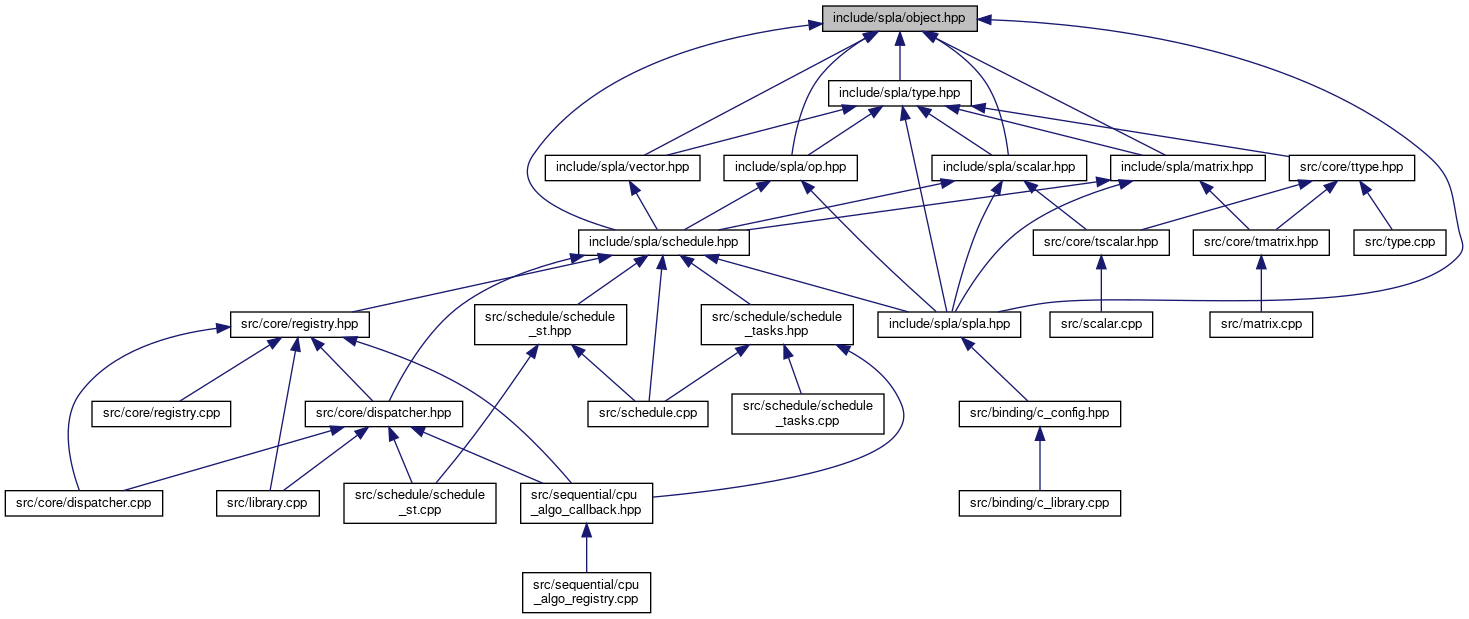 include/spla/object.hpp
include/spla/type.hpp
include/spla/vector.hpp
include/spla/op.hpp
include/spla/scalar.hpp
include/spla/matrix.hpp
src/core/ttype.hpp
include/spla/schedule.hpp
src/core/tscalar.hpp
src/core/tmatrix.hpp
src/type.cpp
src/core/registry.hpp
src/schedule/schedule
_st.hpp
src/schedule/schedule
_tasks.hpp
include/spla/spla.hpp
src/scalar.cpp
src/matrix.cpp
src/core/registry.cpp
src/core/dispatcher.hpp
src/schedule.cpp
src/schedule/schedule
_tasks.cpp
src/binding/c_config.hpp
src/core/dispatcher.cpp
src/library.cpp
src/schedule/schedule
_st.cpp
src/sequential/cpu
_algo_callback.hpp
src/binding/c_library.cpp
src/sequential/cpu
_algo_registry.cpp